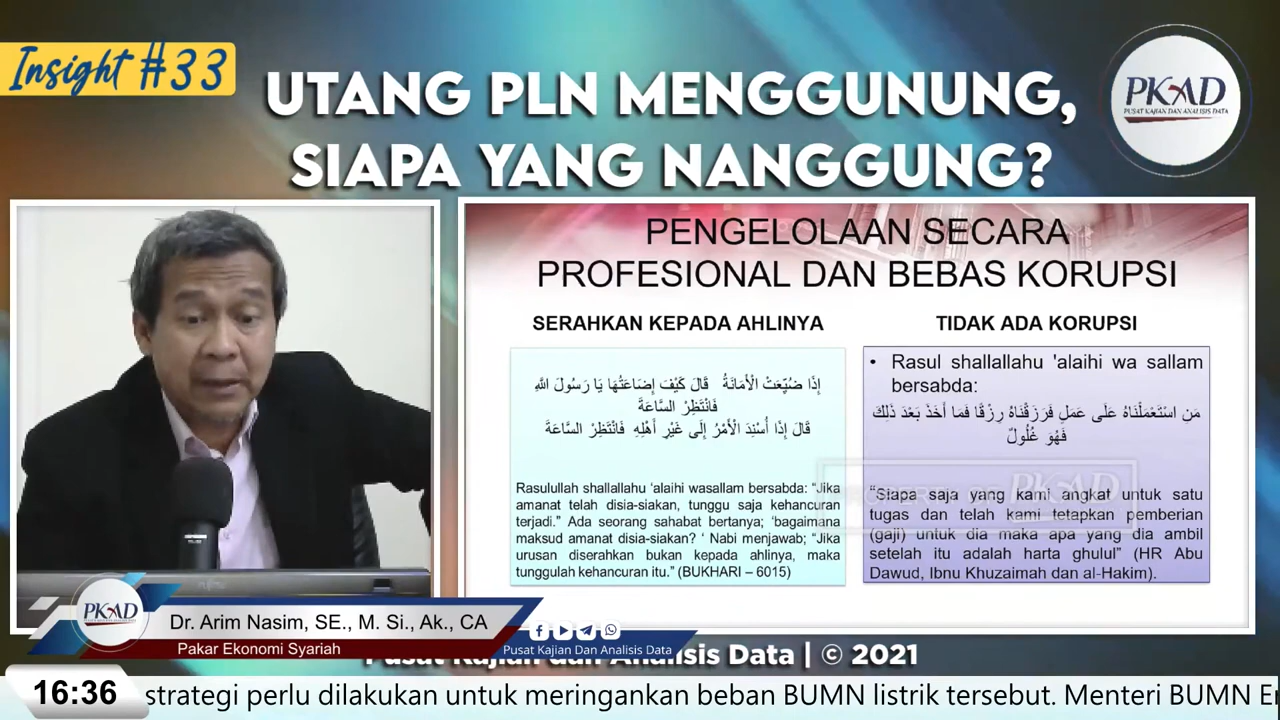 Insight #33
UTANG PLN MENGGUNUNG,
SIAPA YANG NANGGUNG?
PKAD
PUSAT KAJIAN DAN ANALISIS DATA
PENGELOLAAN SECARA
PROFESIONAL DAN BEBAS KORUPSI
SERAHKAN KEPADA AHLINYA
إِذَا ضُيِّعَتْ الْأَمَانَةُ قَالَ كَيْفَ إِضَاعَتُهَا يَا رَسُولَ اللَّهِ
فَانْتَظِرْ السَّاعَةَ
قَالَ إِذَا أُسْنِدَ الْأَمْرُ إِلَى غَيْرِ أَهْلِهِ فَانْتَظِرْ السَّاعَةَ
Rasulullah shallallahu 'alaihi wasallam bersabda: "Jika
amanat telah disia-siakan, tunggu saja kehancuran
terjadi." Ada seorang sahabat bertanya; 'bagaimana
maksud amanat disia-siakan? ' Nabi menjawab; "Jika
urusan diserahkan bukan kepada ahlinya, maka
tunggulah kehancuran itu." (BUKHARI – 6015)
TIDAK ADA KORUPSI
• Rasul shallallahu 'alaihi wa sallam
bersabda:
مَنِ اسْتَعْمَلْنَاهُ عَلَى عَمَلٍ فَرَزَقْنَاهُ رِزْقًا فَمَا أَخَذَ بَعْدَ ذَلِكَ
فَهُوَ غُلُولٌ
"Siapa saja yang kami angkat untuk satu
tugas dan telah kami tetapkan pemberian
(gaji) untuk dia maka apa yang dia ambil
setelah itu adalah harta ghulul" (HR Abu
Dawud, Ibnu Khuzaimah dan al-Hakim).
PROPERTY OF PKAD
PKAD
Dr. Arim Nasim, SE., M. Si., Ak., CA
Pakar Ekonomi Syariah
Pusat Kajian Dan Analisis Data
Pusat Kajian dan Analisis Data | © 2021
16:36
strategi perlu dilakukan untuk meringankan beban BUMN listrik tersebut. Menteri BUMN